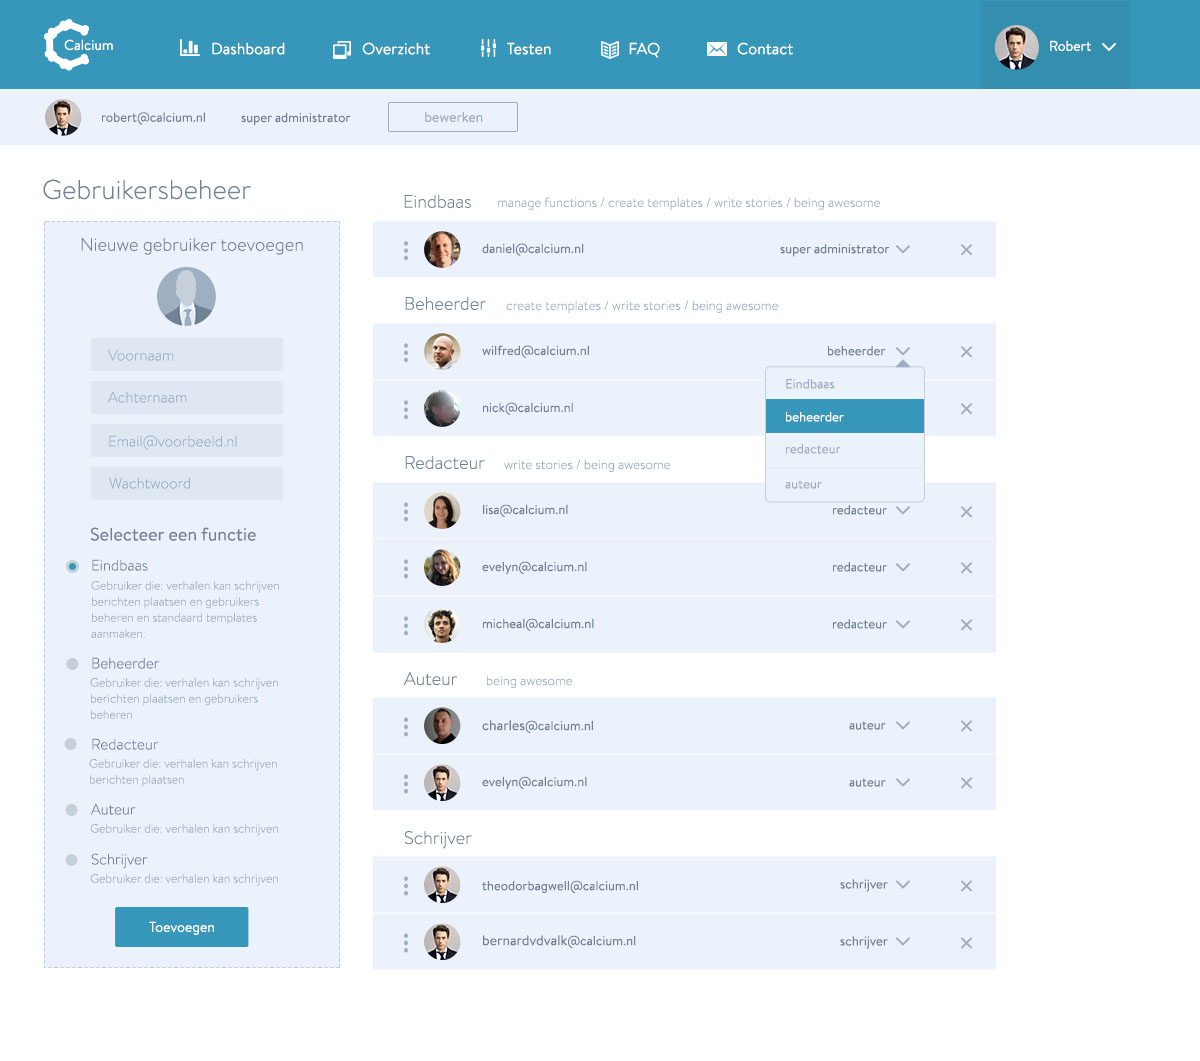 Calcium
Dashboard
Overzicht
Testen
FAQ
Contact
Robert
robert@calcium.nl
super administrator
bewerken
Gebruikersbeheer
Nieuwe gebruiker toevoegen
Voornaam
Achternaam
Email@voorbeeld.nl
Wachtwoord
Selecteer een functie
Eindbaas
Gebruiker die: verhalen kan schrijven
berichten plaatsen en gebruikers
beheren en standaard templates
aanmaken.
Beheerder
Gebruiker die: verhalen kan schrijven
berichten plaatsen en gebruikers
beheren
Redacteur
Gebruiker die: verhalen kan schrijven
berichten plaatsen
Auteur
Gebruiker die: verhalen kan schrijven
Schrijver
Gebruiker die: verhalen kan schrijven
Toevoegen
Eindbaas manage functions / create templates / write stories / being awesome
daniel@calcium.nl super administrator
Beheerder create templates / write stories / being awesome
wilfred@calcium.nl beheerder
nick@calcium.nl
Eindbaas
beheerder
redacteur
auteur
Redacteur write stories / being awesome
lisa@calcium.nl redacteur
evelyn@calcium.nl redacteur
micheal@calcium.nl redacteur
Auteur being awesome
charles@calcium.nl auteur
evelyn@calcium.nl auteur
Schrijver
theodorbagwell@calcium.nl schrijver
bernardvdvalk@calcium.nl schrijver